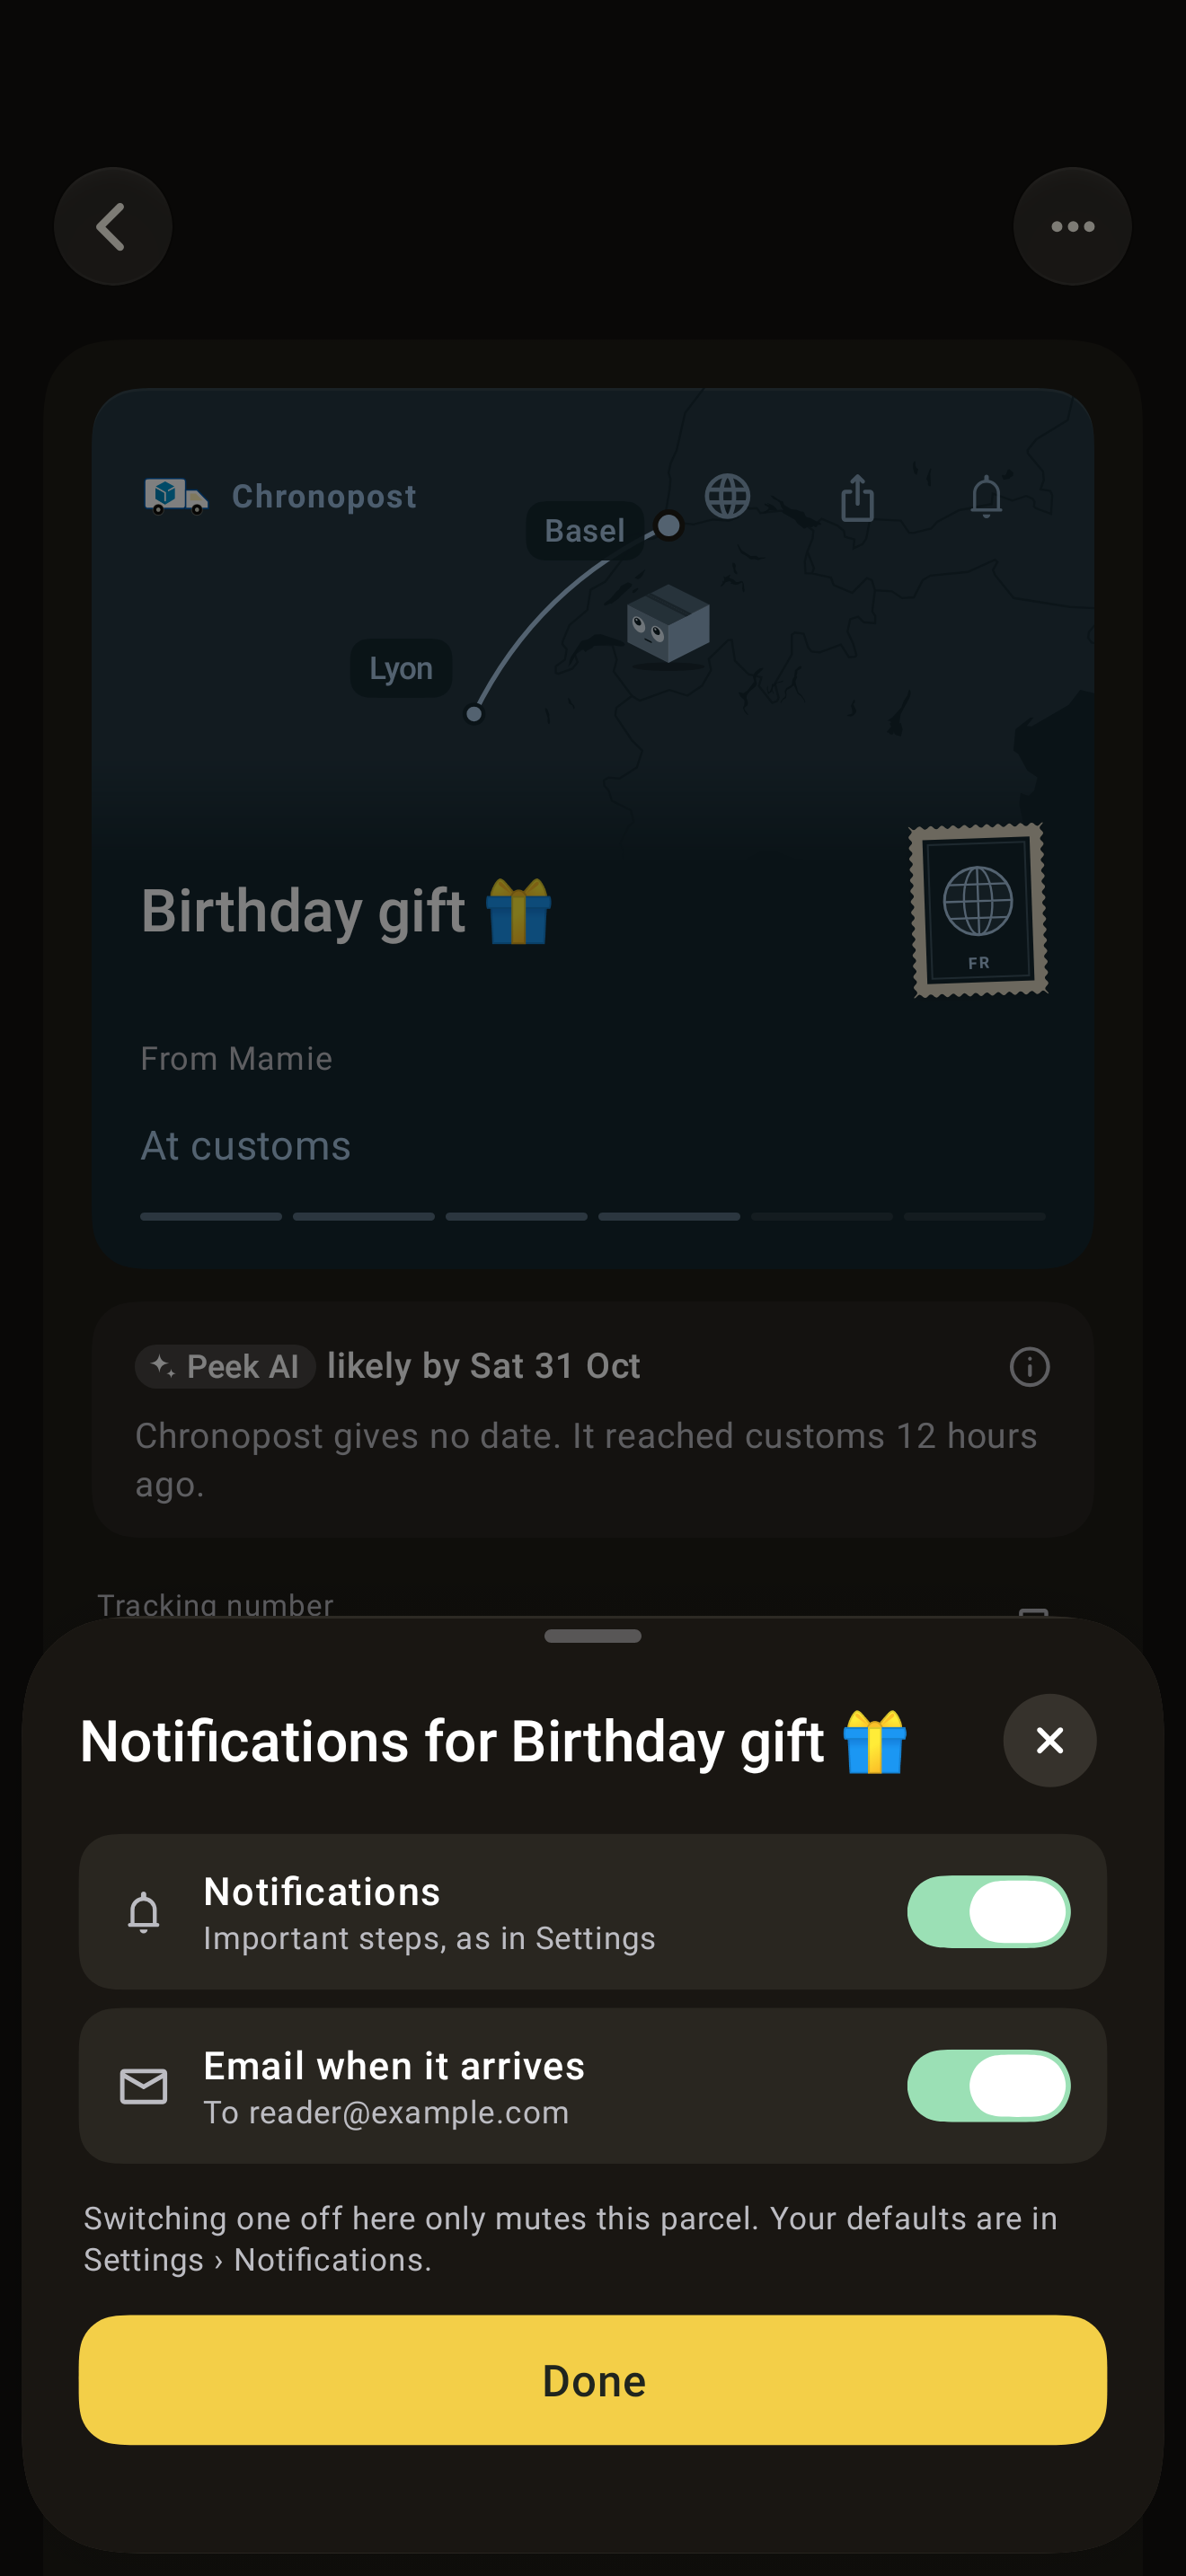 Chronopost
Basel
Lyon
Birthday gift 🎁
FR
From Mamie
At customs
Peek AI likely by Sat 31 Oct
Chronopost gives no date. It reached customs 12 hours
ago.
Tracking number
Notifications for Birthday gift 🎁
Notifications
Important steps, as in Settings
Email when it arrives
To reader@example.com
Switching one off here only mutes this parcel. Your defaults are in
Settings › Notifications.
Done